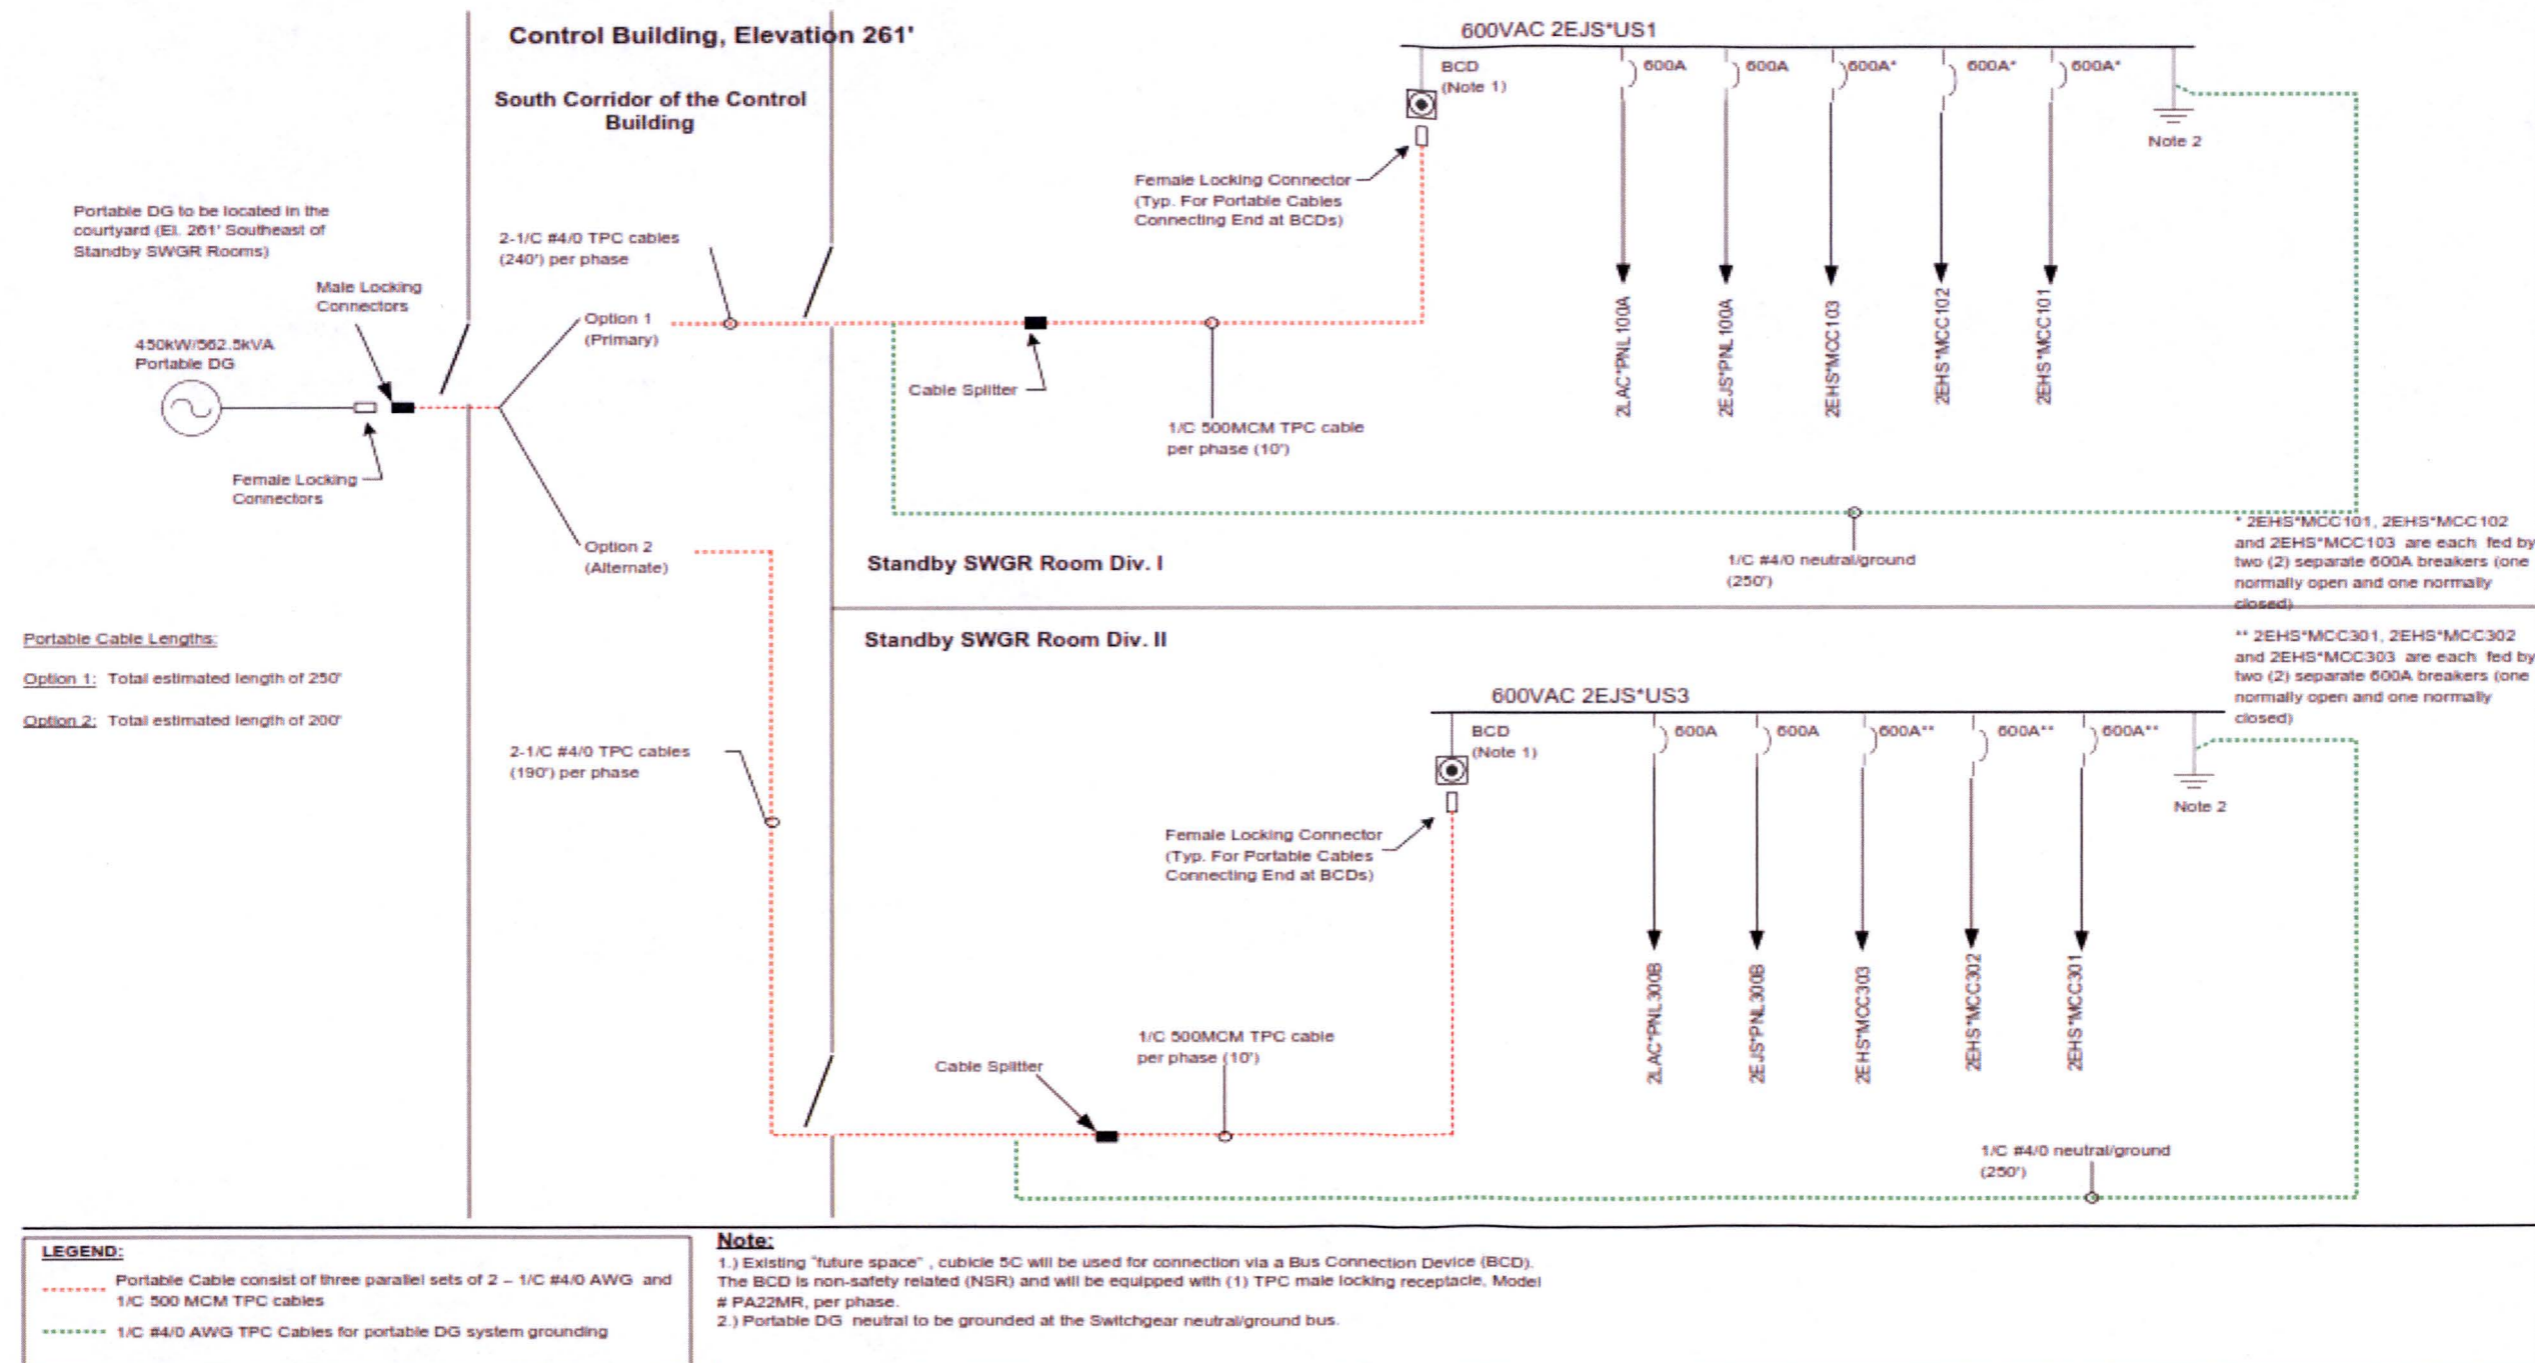 Control Building, Elevation 261'
South Corridor of the Control
Building
Portable DG to be located in the
courtyard (El. 261' Southeast of
Standby SWGR Rooms)
Male Locking
Connectors
450kW/562.5kVA
Portable DG
Female Locking
Connectors
2-1/C #4/0 TPC cables
(240') per phase
Option 1
(Primary)
Option 2
(Alternate)
600VAC 2EJS*US1
BCD
(Note 1)
600A
600A
600A*
600A*
600A*
Note 2
Female Locking Connector
(Typ. For Portable Cables
Connecting End at BCDs)
Cable Splitter
1/C 500MCM TPC cable
per phase (10')
2LAC*PNL100A
2EJS*PNL100A
2EHS*MCC103
2EHS*MCC102
2EHS*MCC101
1/C #4/0 neutral/ground
(250')
Standby SWGR Room Div. I
* 2EHS*MCC101, 2EHS*MCC102
and 2EHS*MCC103 are each fed by
two (2) separate 600A breakers (one
normally open and one normally
closed)
Portable Cable Lengths:
Option 1: Total estimated length of 250'
Option 2: Total estimated length of 200'
Standby SWGR Room Div. II
** 2EHS*MCC301, 2EHS*MCC302
and 2EHS*MCC303 are each fed by
two (2) separate 600A breakers (one
normally open and one normally
closed)
2-1/C #4/0 TPC cables
(190') per phase
600VAC 2EJS*US3
BCD
(Note 1)
600A
600A
600A**
600A**
600A**
Note 2
Female Locking Connector
(Typ. For Portable Cables
Connecting End at BCDs)
Cable Splitter
1/C 500MCM TPC cable
per phase (10')
2LAC*PNL300B
2EJS*PNL300B
2EHS*MCC303
2EHS*MCC302
2EHS*MCC301
1/C #4/0 neutral/ground
(250')
LEGEND:
Portable Cable consist of three parallel sets of 2 – 1/C #4/0 AWG and
1/C 500 MCM TPC cables
1/C #4/0 AWG TPC Cables for portable DG system grounding
Note:
1.) Existing "future space" , cubicle 5C will be used for connection via a Bus Connection Device (BCD).
The BCD is non-safety related (NSR) and will be equipped with (1) TPC male locking receptacle, Model
# PA22MR, per phase.
2.) Portable DG neutral to be grounded at the Switchgear neutral/ground bus.